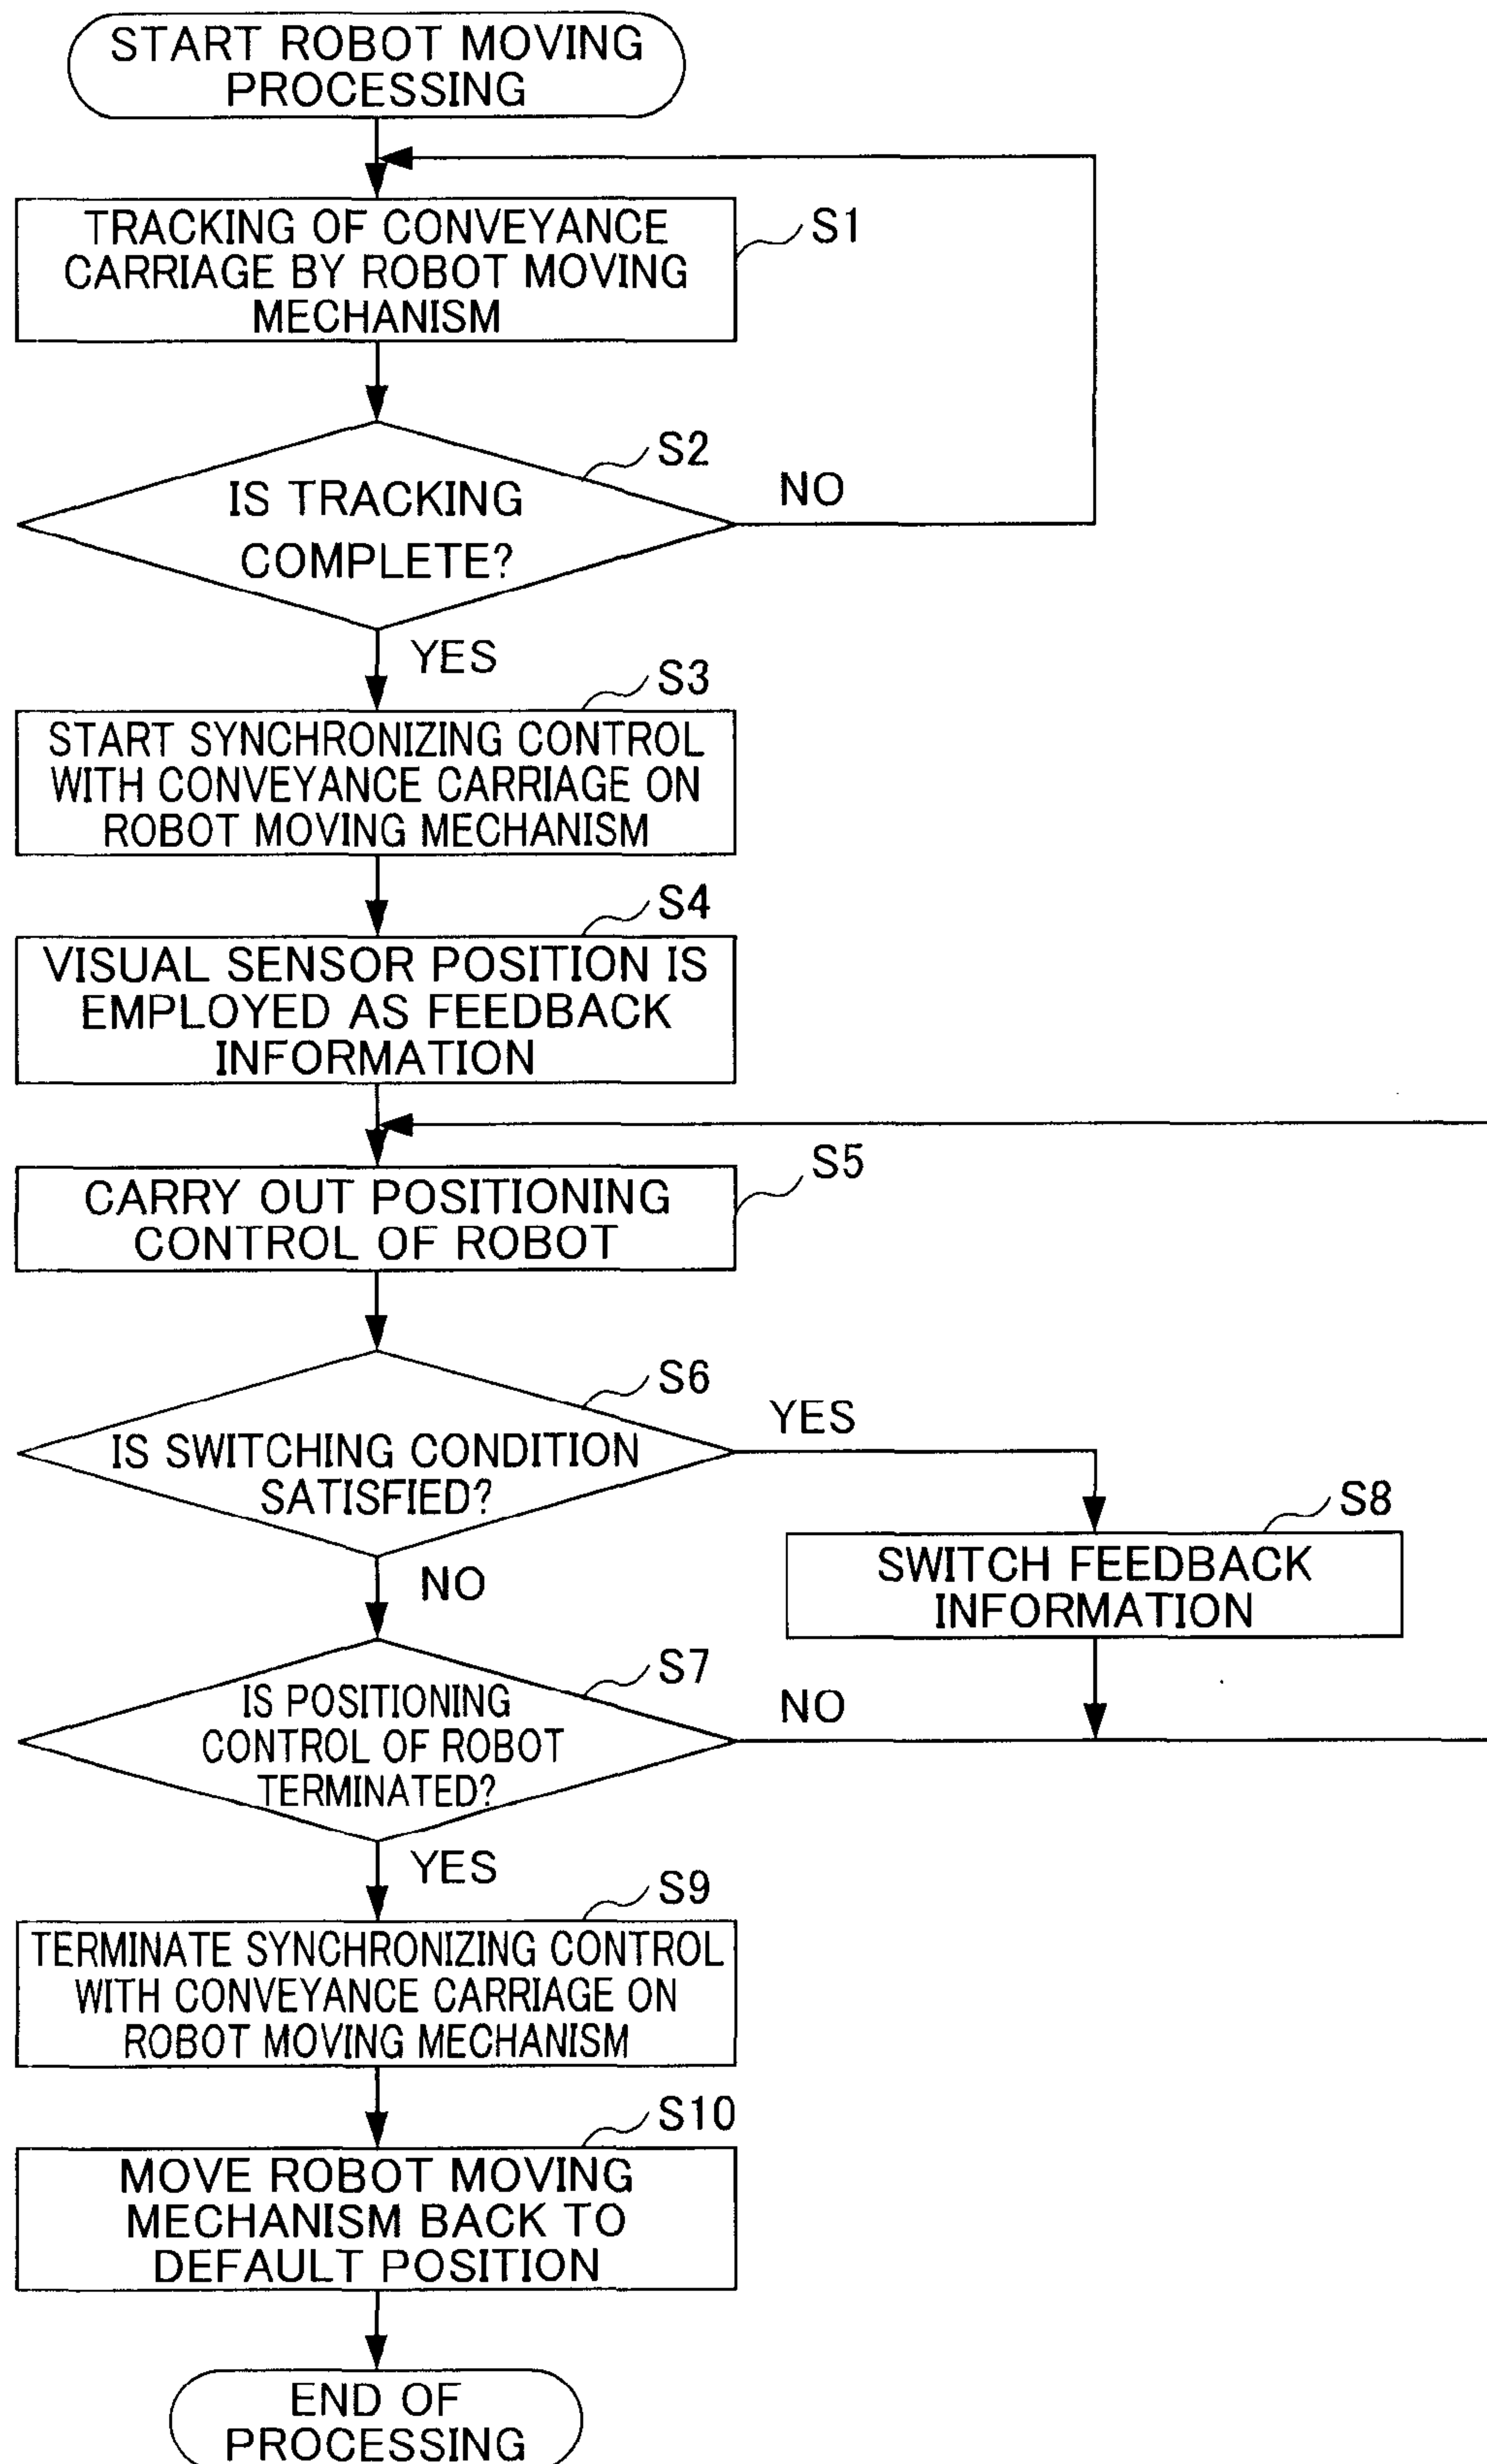 START ROBOT MOVING
PROCESSING
TRACKING OF CONVEYANCE
CARRIAGE BY ROBOT MOVING
MECHANISM
S1
IS TRACKING
COMPLETE?
S2
NO
YES
START SYNCHRONIZING CONTROL
WITH CONVEYANCE CARRIAGE ON
ROBOT MOVING MECHANISM
S3
VISUAL SENSOR POSITION IS
EMPLOYED AS FEEDBACK
INFORMATION
S4
CARRY OUT POSITIONING
CONTROL OF ROBOT
S5
IS SWITCHING CONDITION
SATISFIED?
S6
YES
NO
SWITCH FEEDBACK
INFORMATION
S8
IS POSITIONING
CONTROL OF ROBOT
TERMINATED?
S7
NO
YES
TERMINATE SYNCHRONIZING CONTROL
WITH CONVEYANCE CARRIAGE ON
ROBOT MOVING MECHANISM
S9
MOVE ROBOT MOVING
MECHANISM BACK TO
DEFAULT POSITION
S10
END OF
PROCESSING